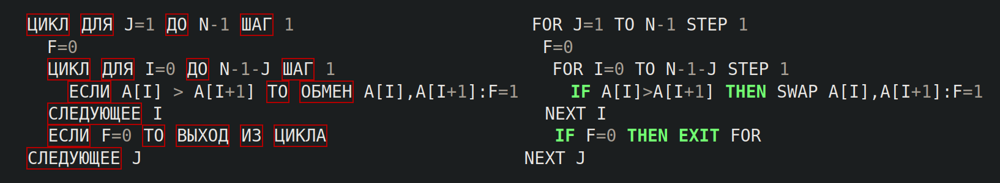 ЦИКЛ ДЛЯ J=1 ДО N-1 ШАГ 1 FOR J=1 TO N-1 STEP 1
F=0 F=0
ЦИКЛ ДЛЯ I=0 ДО N-1-J ШАГ 1 FOR I=0 TO N-1-J STEP 1
ЕСЛИ A[I] > A[I+1] ТО ОБМЕН A[I],A[I+1]:F=1 IF A[I]>A[I+1] THEN SWAP A[I],A[I+1]:F=1
СЛЕДУЮЩЕЕ I NEXT I
ЕСЛИ F=0 ТО ВЫХОД ИЗ ЦИКЛА IF F=0 THEN EXIT FOR
СЛЕДУЮЩЕЕ J NEXT J